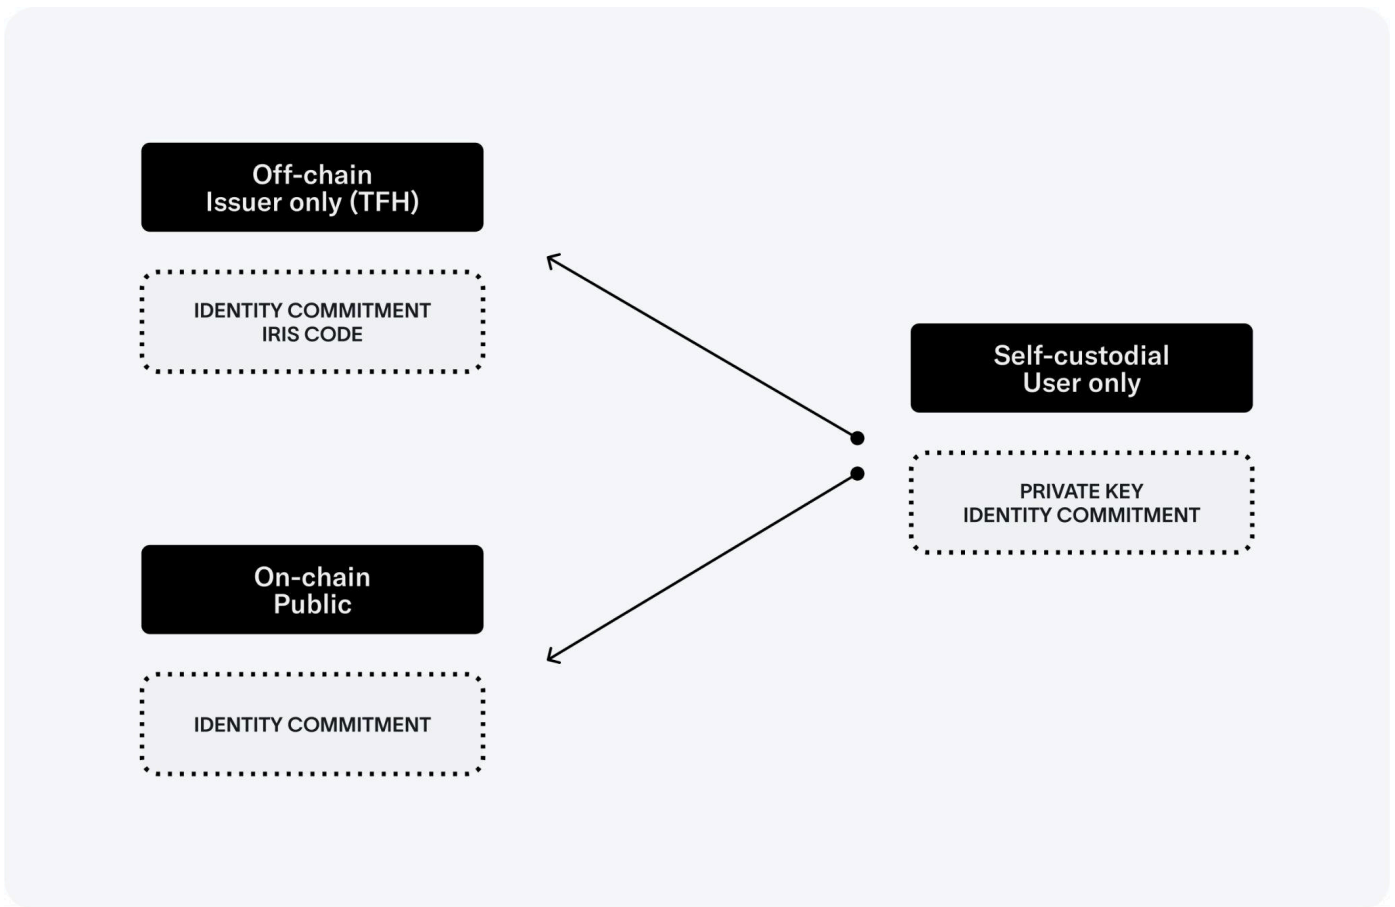 Off-chain
Issuer only (TFH)
IDENTITY COMMITMENT
IRIS CODE
Self-custodial
User only
PRIVATE KEY
IDENTITY COMMITMENT
On-chain
Public
IDENTITY COMMITMENT